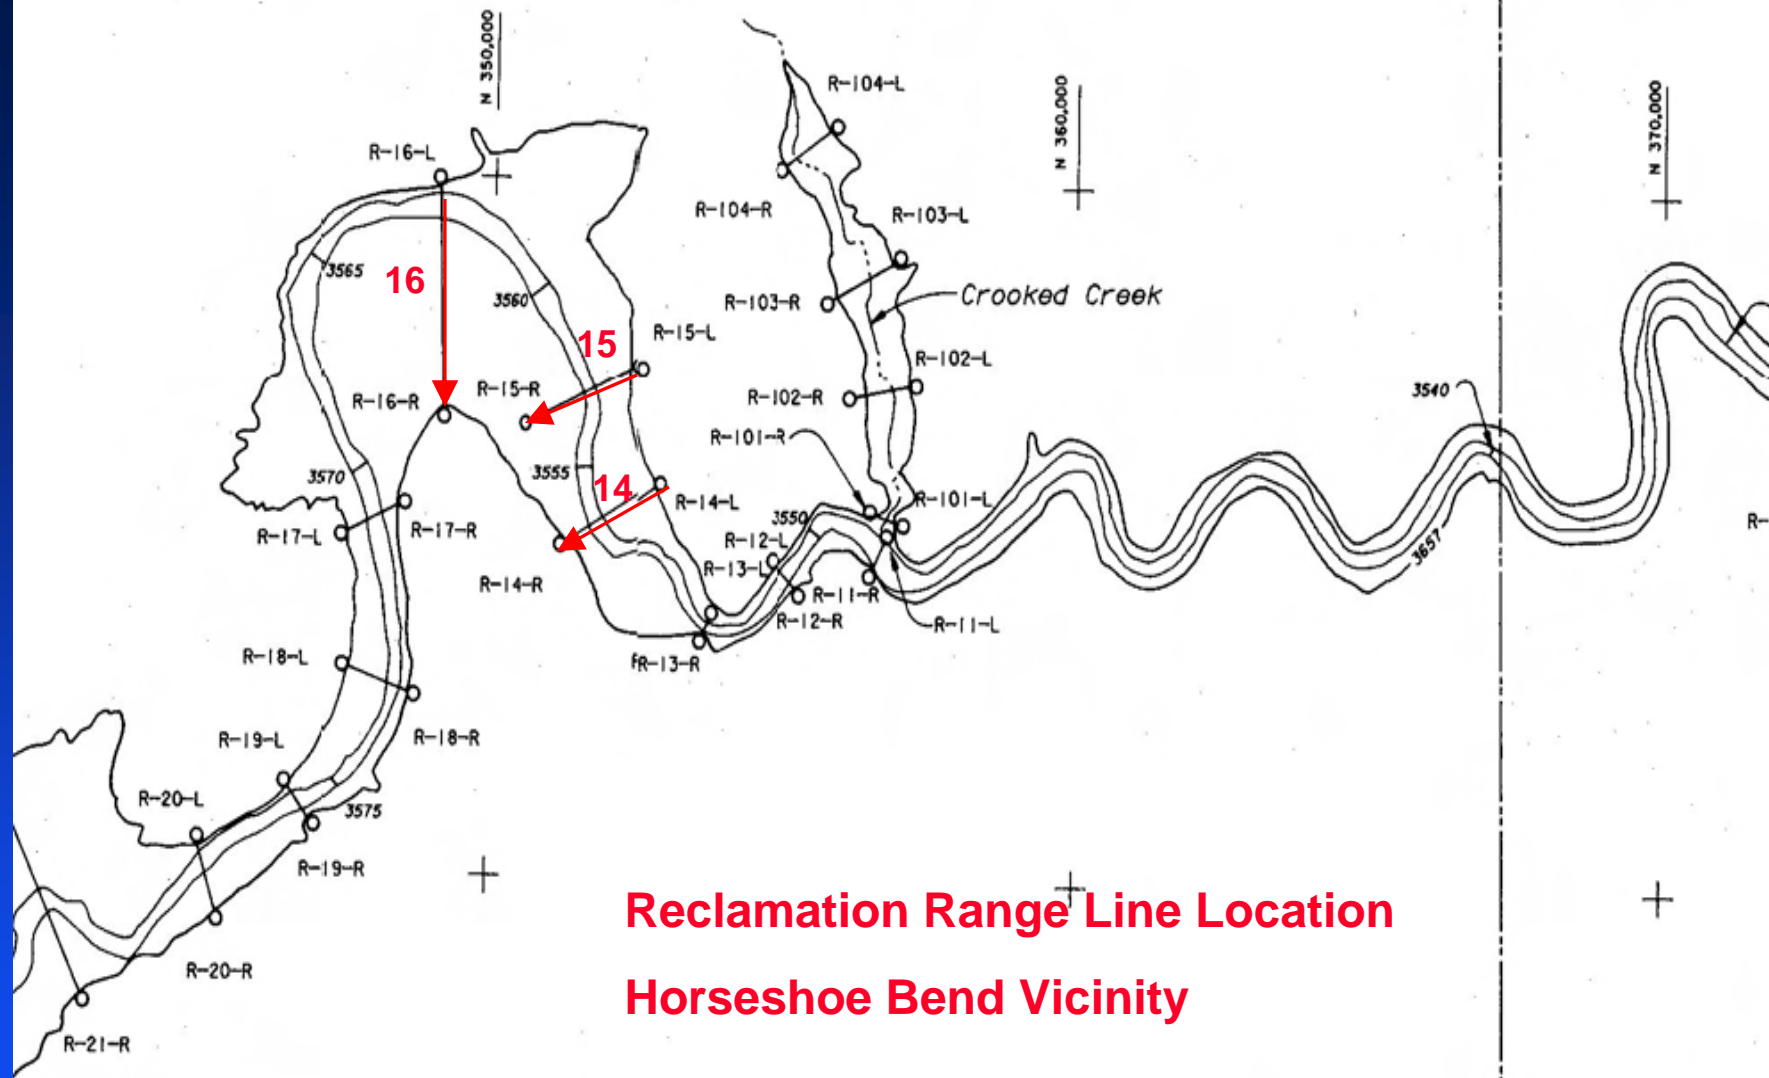 N 350,000
N 360,000
N 370,000
R-104-L
R-16-L
R-104-R
R-103-L
3565
16
3560
R-103-R
Crooked Creek
15
R-15-L
R-102-L
R-15-R
R-16-R
R-102-R
3540
R-101-R
3570
3555
14
R-14-L
R-101-L
R-17-L
R-17-R
3550
R-12-L
R-
3657
R-13-L
R-14-R
R-11-R
R-12-R
R-11-L
R-18-L
R-13-R
R-19-L
R-18-R
R-20-L
3575
R-19-R
Reclamation Range Line Location
R-20-R
Horseshoe Bend Vicinity
R-21-R